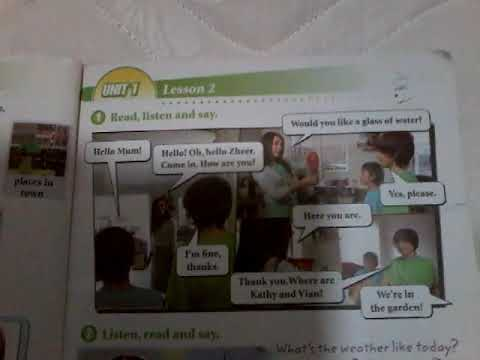 UNIT 1
Lesson 2
1 Read, listen and say.
Hello Mum!
Hello! Oh, hello Zheer.
Come in. How are you?
I'm fine,
thanks.
Would you like a glass of water?
Yes, please.
Here you are.
Thank you. Where are
Kathy and Vian?
We're in
the garden!
places in
town
2 Listen, read and say.
What's the weather like today?